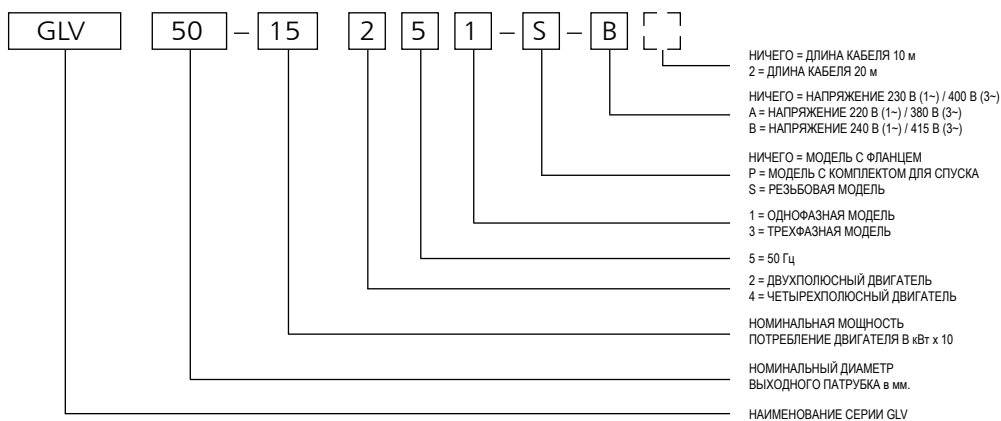 GLV 50 – 15 2 5 1 – S – B
НИЧЕГО = ДЛИНА КАБЕЛЯ 10 м
2 = ДЛИНА КАБЕЛЯ 20 м
НИЧЕГО = НАПРЯЖЕНИЕ 230 В (1~) / 400 В (3~)
A = НАПРЯЖЕНИЕ 220 В (1~) / 380 В (3~)
B = НАПРЯЖЕНИЕ 240 В (1~) / 415 В (3~)
НИЧЕГО = МОДЕЛЬ С ФЛАНЦЕМ
P = МОДЕЛЬ С КОМПЛЕКТОМ ДЛЯ СПУСКА
S = РЕЗЬБОВАЯ МОДЕЛЬ
1 = ОДНОФАЗНАЯ МОДЕЛЬ
3 = ТРЕХФАЗНАЯ МОДЕЛЬ
5 = 50 Гц
2 = ДВУХПОЛЮСНЫЙ ДВИГАТЕЛЬ
4 = ЧЕТЫРЕХПОЛЮСНЫЙ ДВИГАТЕЛЬ
НОМИНАЛЬНАЯ МОЩНОСТЬ
ПОТРЕБЛЕНИЕ ДВИГАТЕЛЯ В кВт x 10
НОМИНАЛЬНЫЙ ДИАМЕТР
ВЫХОДНОГО ПАТРУБКА в мм.
НАИМЕНОВАНИЕ СЕРИИ GLV